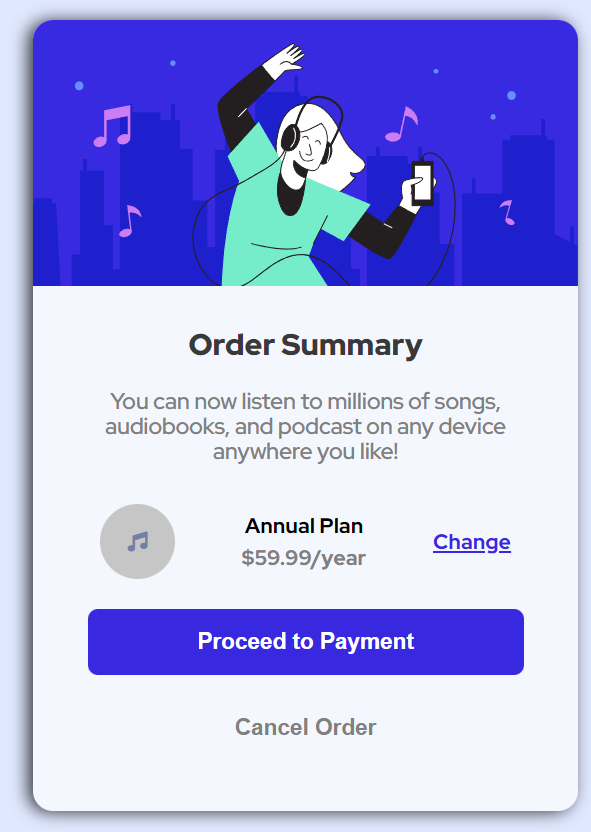 Order Summary
You can now listen to millions of songs,
audiobooks, and podcast on any device
anywhere you like!
Annual Plan
$59.99/year
Change
Proceed to Payment
Cancel Order